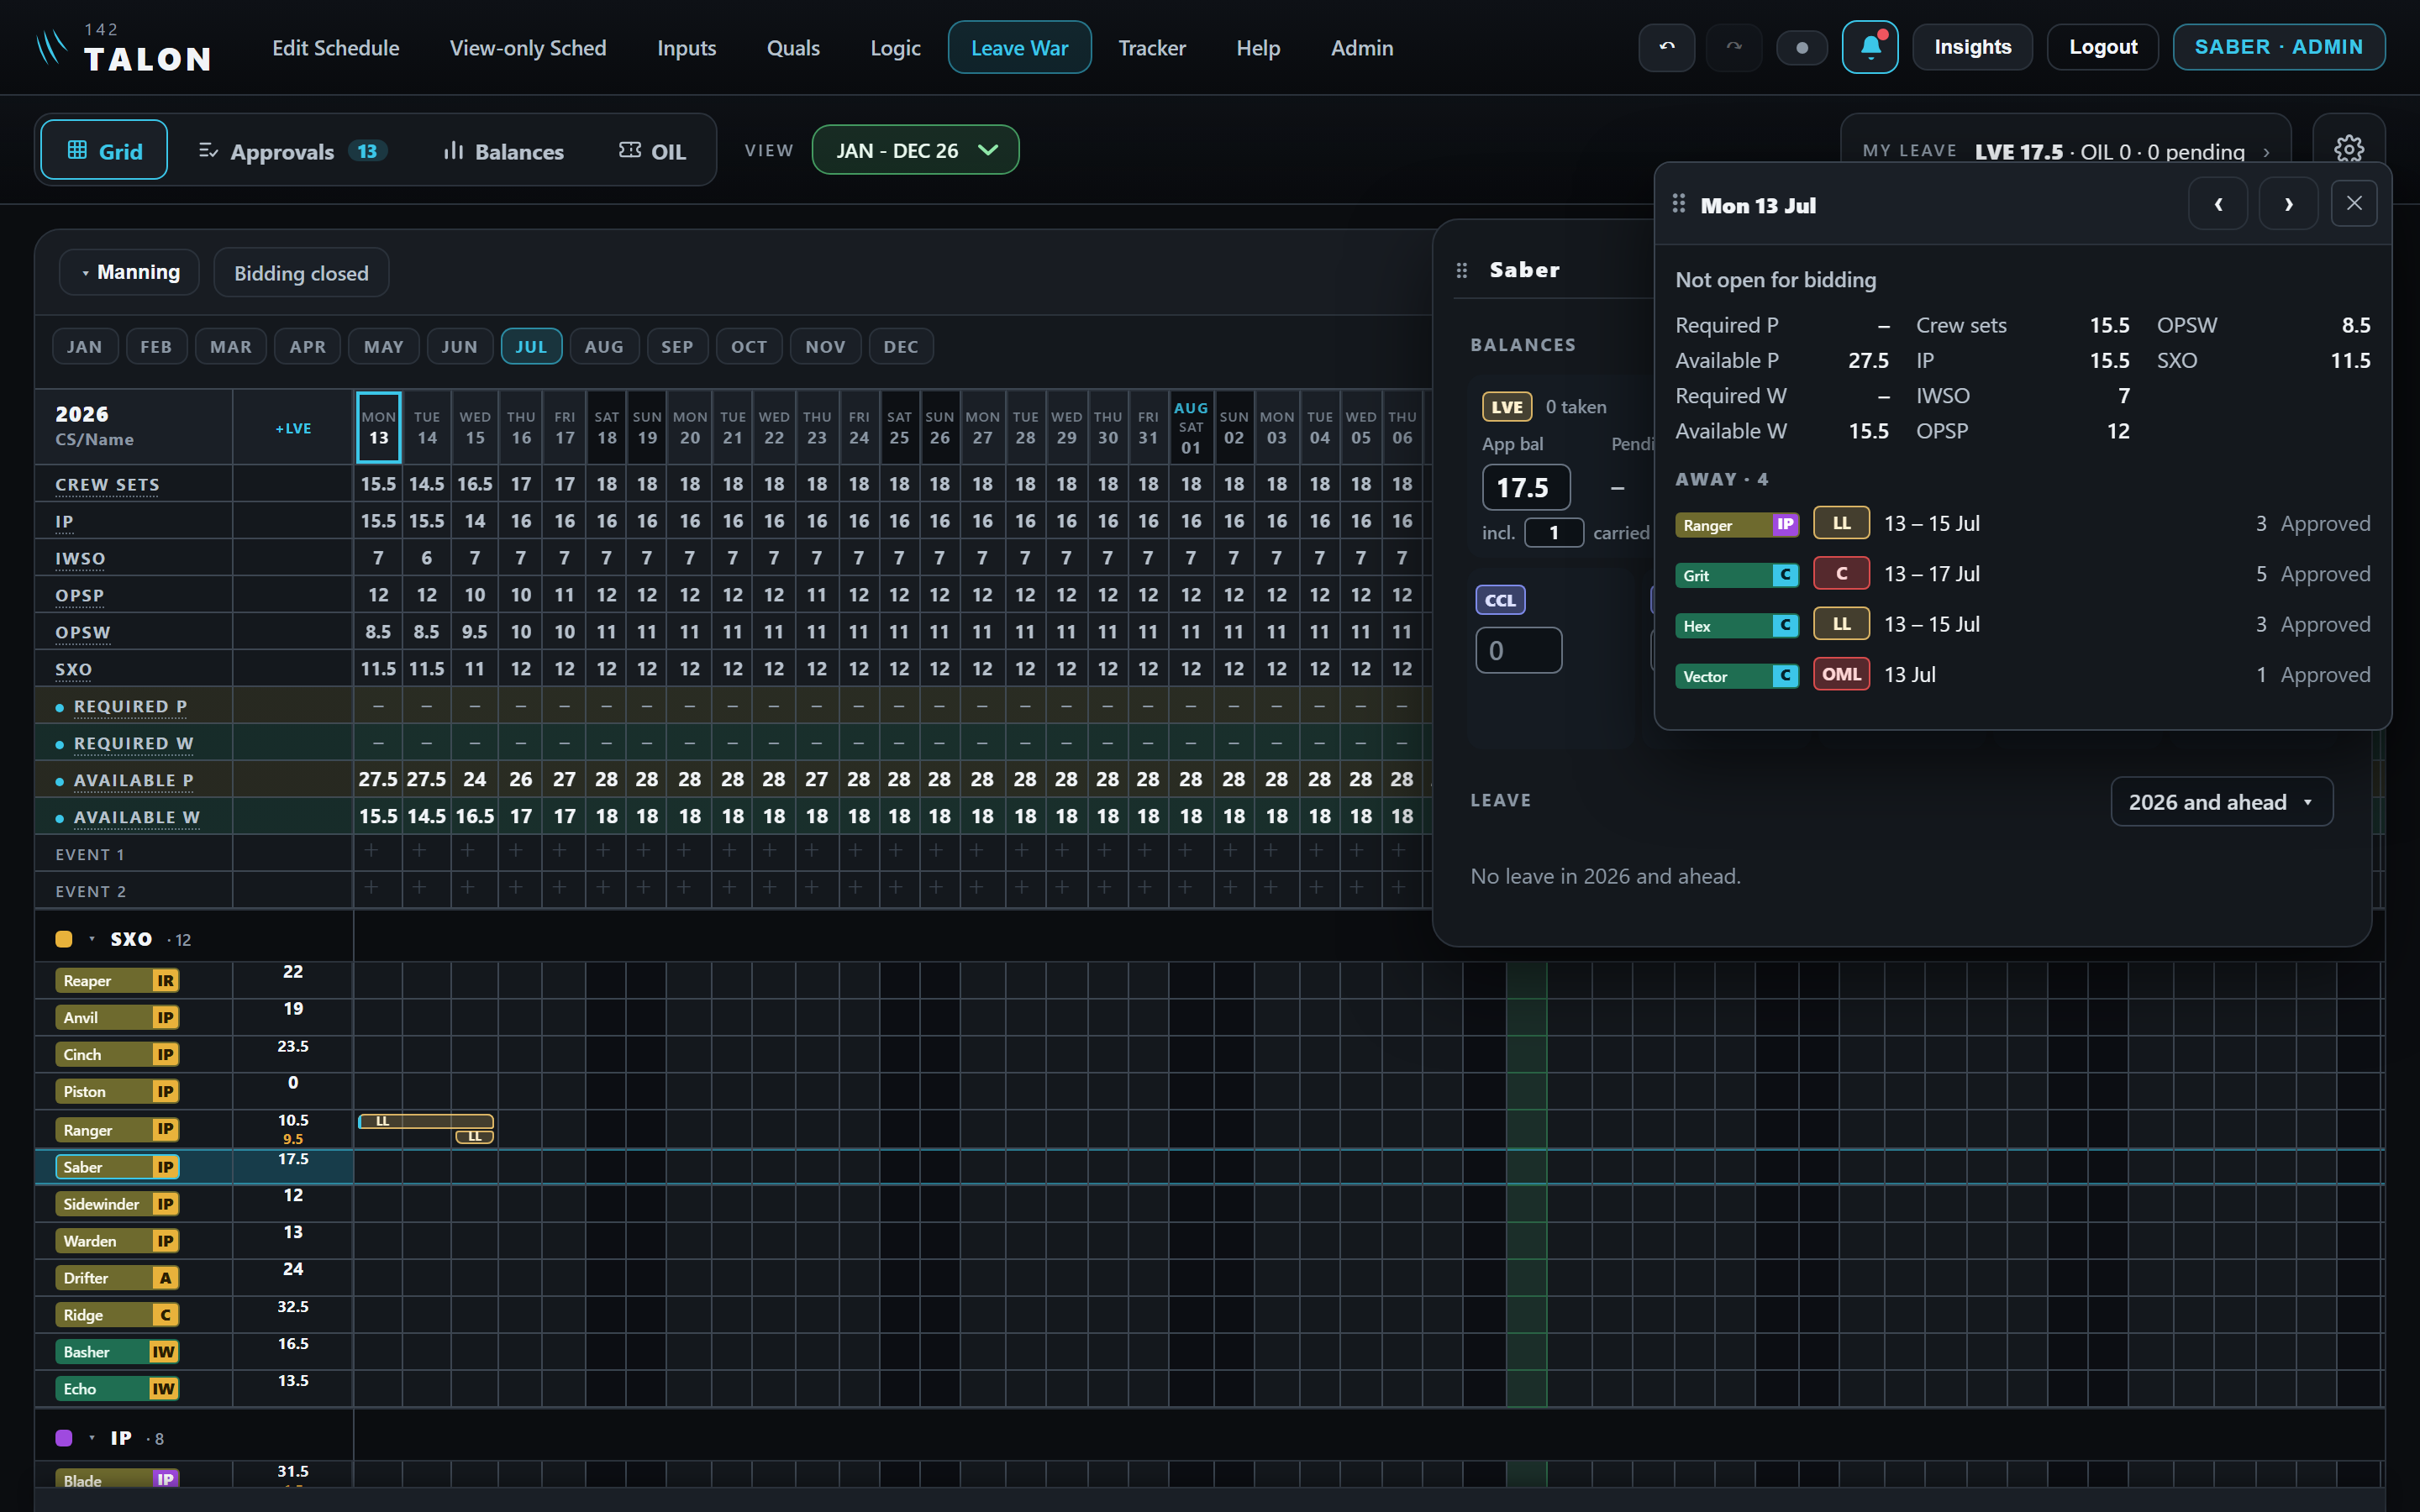 142
TALON
Edit Schedule
View-only Sched
Inputs
Quals
Logic
Leave War
Tracker
Help
Admin
Insights
Logout
SABER · ADMIN
Grid
Approvals 13
Balances
OIL
VIEW
JAN - DEC 26
MY LEAVE LVE 17.5 · OIL 0 · 0 pending ›
Manning
Bidding closed
JAN FEB MAR APR MAY JUN JUL AUG SEP OCT NOV DEC
2026
CS/Name
+LVE
AUG
MON TUE WED THU FRI SAT SUN MON TUE WED THU FRI SAT SUN MON TUE WED THU FRI SAT SUN MON TUE WED THU
13 14 15 16 17 18 19 20 21 22 23 24 25 26 27 28 29 30 31 01 02 03 04 05 06
CREW SETS 15.5 14.5 16.5 17 17 18 18 18 18 18 18 18 18 18 18 18 18 18 18 18 18 18 18 18 18
IP 15.5 15.5 14 16 16 16 16 16 16 16 16 16 16 16 16 16 16 16 16 16 16 16 16 16 16
IWSO 7 6 7 7 7 7 7 7 7 7 7 7 7 7 7 7 7 7 7 7 7 7 7 7 7
OPSP 12 12 10 10 11 12 12 12 12 12 11 12 12 12 12 12 12 12 12 12 12 12 12 12 12
OPSW 8.5 8.5 9.5 10 10 11 11 11 11 11 11 11 11 11 11 11 11 11 11 11 11 11 11 11 11
SXO 11.5 11.5 11 12 12 12 12 12 12 12 12 12 12 12 12 12 12 12 12 12 12 12 12 12 12
REQUIRED P – – – – – – – – – – – – – – – – – – – – – – – – –
REQUIRED W – – – – – – – – – – – – – – – – – – – – – – – – –
AVAILABLE P 27.5 27.5 24 26 27 28 28 28 28 28 27 28 28 28 28 28 28 28 28 28 28 28 28 28 28
AVAILABLE W 15.5 14.5 16.5 17 17 18 18 18 18 18 18 18 18 18 18 18 18 18 18 18 18 18 18 18 18
EVENT 1 + + + + + + + + + + + + + + + + + + + + + + + + +
EVENT 2 + + + + + + + + + + + + + + + + + + + + + + + + +
SXO · 12
Reaper IR 22
Anvil IP 19
Cinch IP 23.5
Piston IP 0
Ranger IP 10.5 LL
9.5 LL
Saber IP 17.5
Sidewinder IP 12
Warden IP 13
Drifter A 24
Ridge C 32.5
Basher IW 16.5
Echo IW 13.5
IP · 8
Blade IP 31.5
Saber
BALANCES
LVE 0 taken
App bal
17.5 –
incl. 1 carried
CCL
0
LEAVE
2026 and ahead
No leave in 2026 and ahead.
Mon 13 Jul
Not open for bidding
Required P – Crew sets 15.5 OPSW 8.5
Available P 27.5 IP 15.5 SXO 11.5
Required W – IWSO 7
Available W 15.5 OPSP 12
AWAY · 4
Ranger IP LL 13 – 15 Jul 3 Approved
Grit C C 13 – 17 Jul 5 Approved
Hex C LL 13 – 15 Jul 3 Approved
Vector C OML 13 Jul 1 Approved